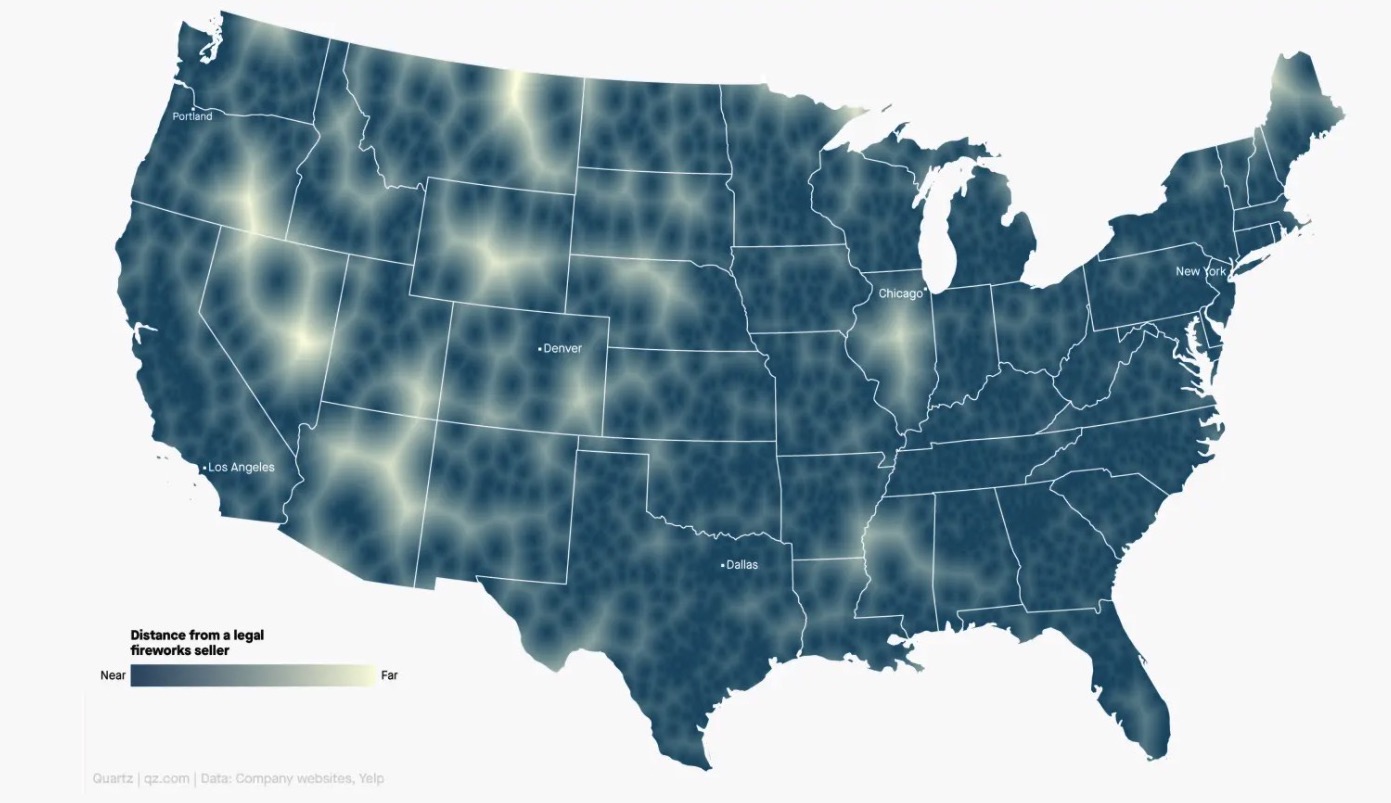 Portland
New York
Chicago
Denver
Los Angeles
Dallas
Distance from a legal
fireworks seller
Near Far
Quartz | qz.com | Data: Company websites, Yelp